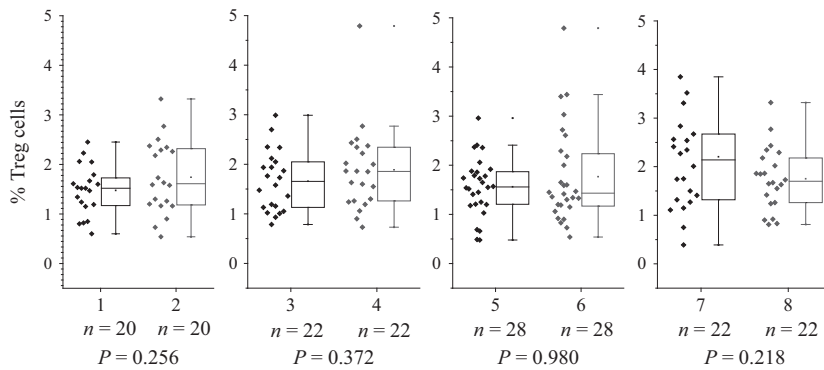 % Treg cells
5 4 3 2 1 0
5 4 3 2 1 0
5 4 3 2 1 0
5 4 3 2 1 0
1 2 3 4 5 6 7 8
n = 20 n = 20 n = 22 n = 22 n = 28 n = 28 n = 22 n = 22
P = 0.256 P = 0.372 P = 0.980 P = 0.218